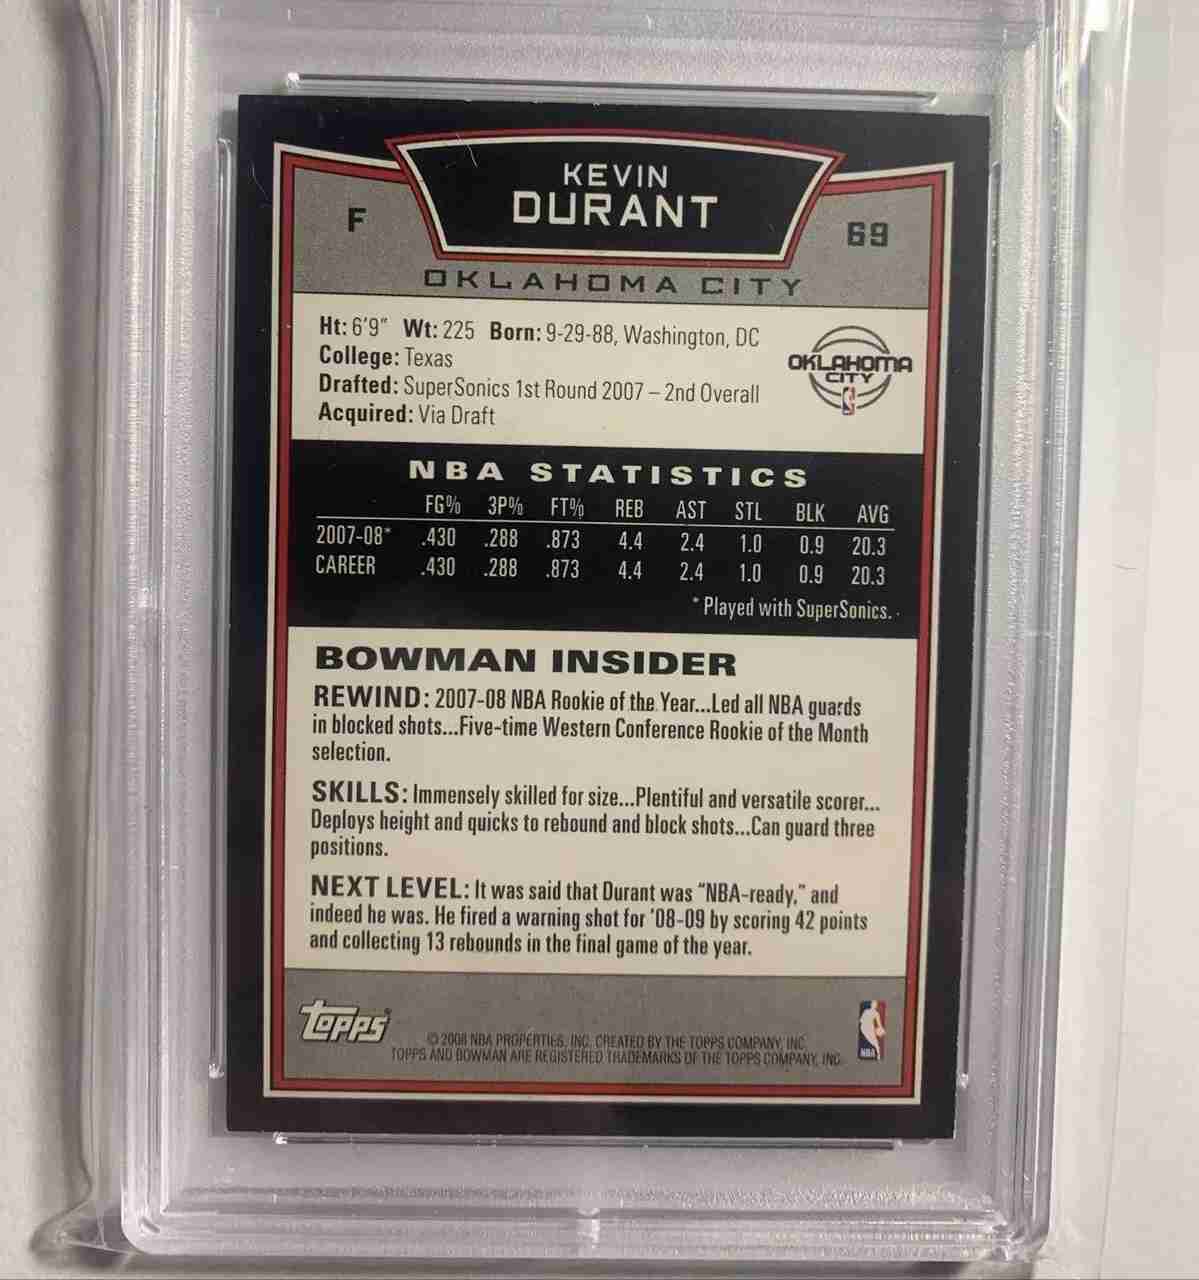 KEVIN
DURANT
F
69
OKLAHOMA CITY
Ht: 6'9" Wt: 225 Born: 9-29-88, Washington, DC
College: Texas
Drafted: SuperSonics 1st Round 2007 – 2nd Overall
Acquired: Via Draft
OKLAHOMA
CITY
NBA STATISTICS
FG% 3P% FT% REB AST STL BLK AVG
2007-08* .430 .288 .873 4.4 2.4 1.0 0.9 20.3
CAREER .430 .288 .873 4.4 2.4 1.0 0.9 20.3
* Played with SuperSonics.
BOWMAN INSIDER
REWIND: 2007-08 NBA Rookie of the Year...Led all NBA guards
in blocked shots...Five-time Western Conference Rookie of the Month
selection.
SKILLS: Immensely skilled for size...Plentiful and versatile scorer...
Deploys height and quicks to rebound and block shots...Can guard three
positions.
NEXT LEVEL: It was said that Durant was "NBA-ready," and
indeed he was. He fired a warning shot for '08-09 by scoring 42 points
and collecting 13 rebounds in the final game of the year.
Topps
© 2008 NBA PROPERTIES, INC. CREATED BY THE TOPPS COMPANY, INC.
TOPPS AND BOWMAN ARE REGISTERED TRADEMARKS OF THE TOPPS COMPANY, INC.
NBA